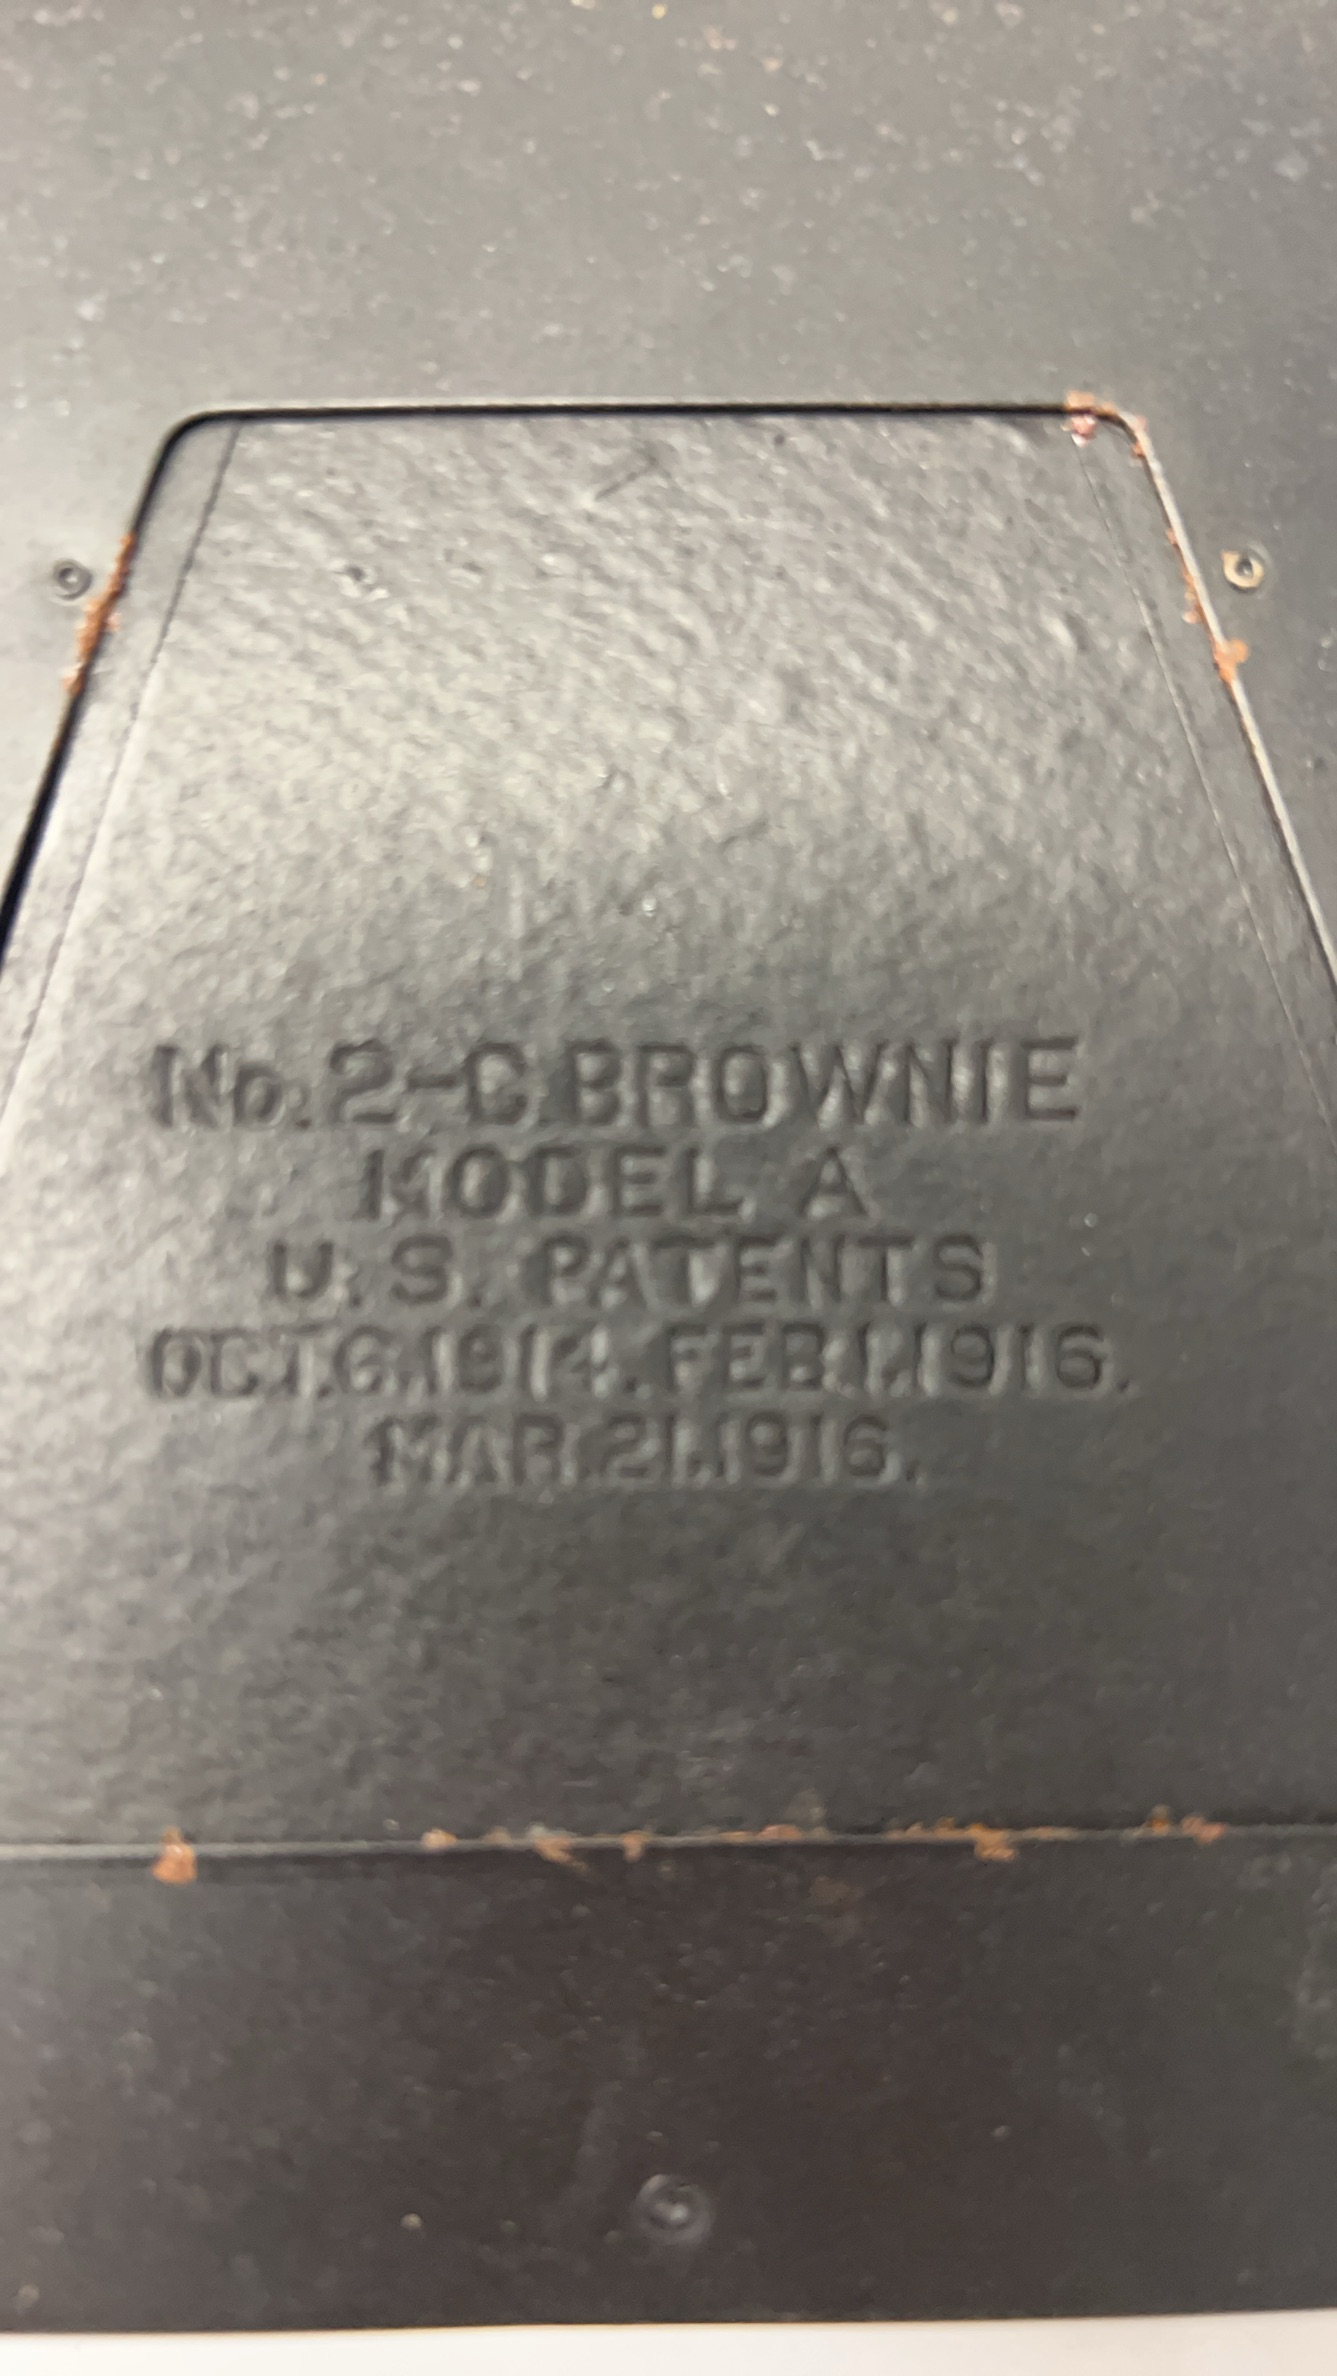 No. 2-C BROWNIE
MODEL A
U.S. PATENTS
OCT.6.1914. FEB.1.1916.
MAR.21.1916.